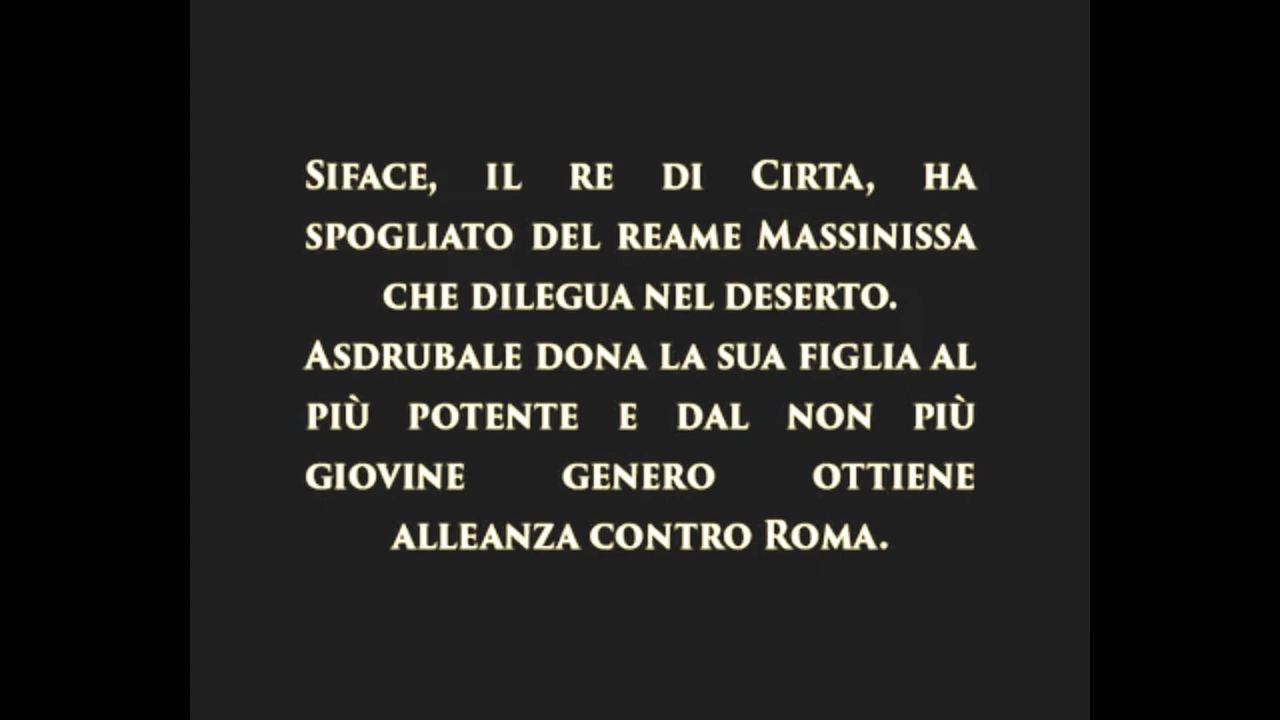 Siface, il re di Cirta, ha
spogliato del reame Massinissa
che dilegua nel deserto.
Asdrubale dona la sua figlia al
più potente e dal non più
giovine genero ottiene
alleanza contro Roma.